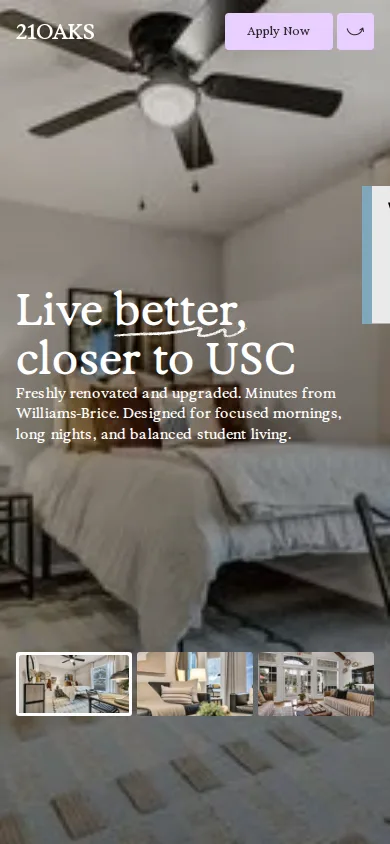 21OAKS
Apply Now
Live better,
closer to USC
Freshly renovated and upgraded. Minutes from
Williams-Brice. Designed for focused mornings,
long nights, and balanced student living.